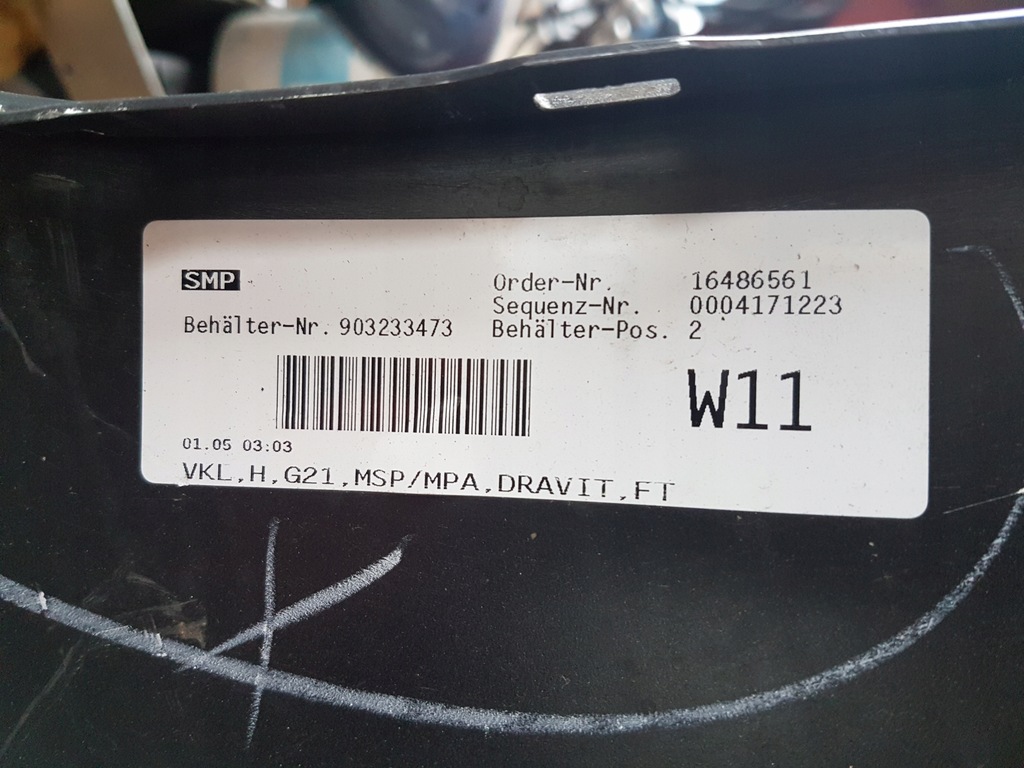 SMP
Order-Nr. 16486561
Sequenz-Nr. 0004171223
Behälter-Nr. 903233473 Behälter-Pos. 2
W11
01.05 03:03
VKL,H,G21,MSP/MPA,DRAVIT,FT